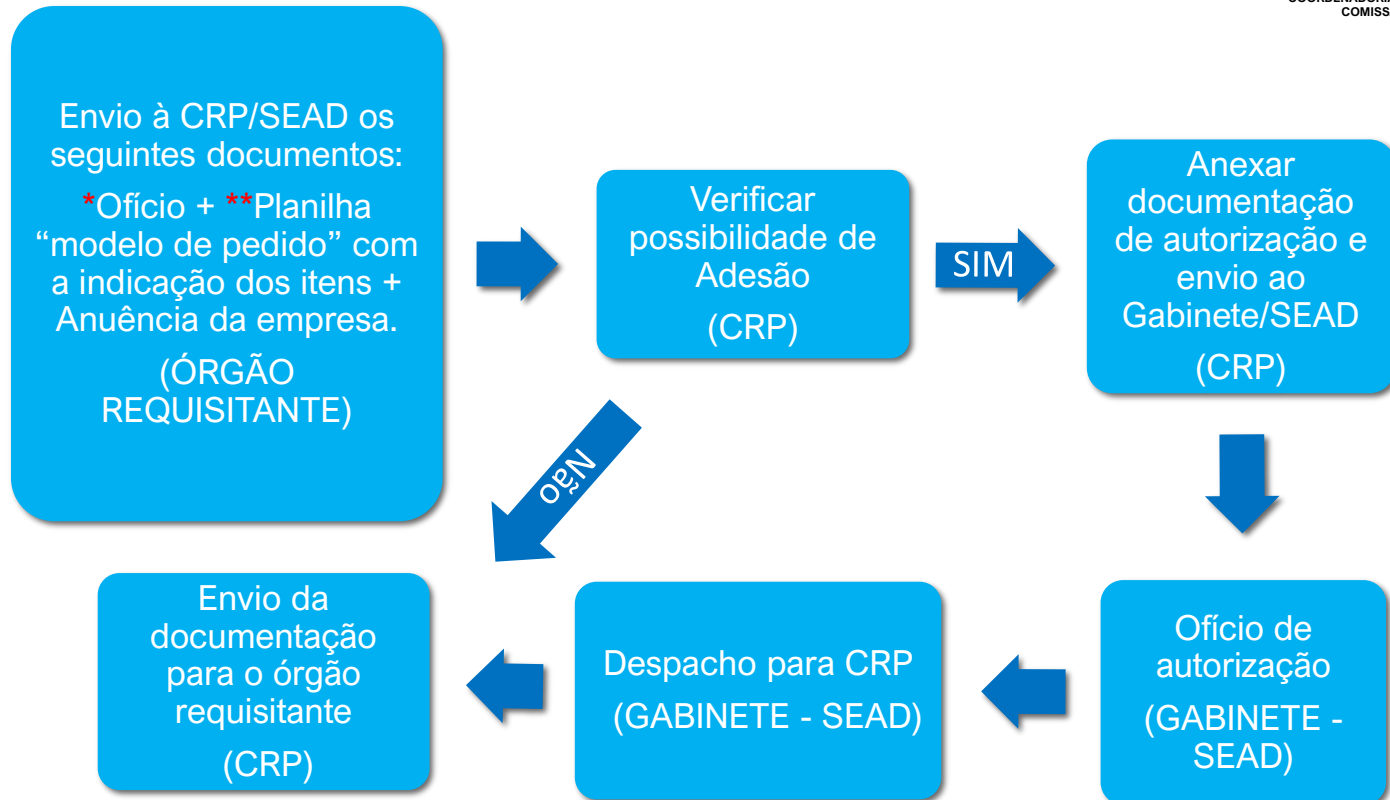 COMISS
Envio à CRP/SEAD os
seguintes documentos:
*Ofício + **Planilha
“modelo de pedido” com
a indicação dos itens +
Anuência da empresa.
(ÓRGÃO
REQUISITANTE)
Verificar
possibilidade de
Adesão
(CRP)
SIM
Anexar
documentação
de autorização e
envio ao
Gabinete/SEAD
(CRP)
Não
Ofício de
autorização
(GABINETE -
SEAD)
Despacho para CRP
(GABINETE - SEAD)
Envio da
documentação
para o órgão
requisitante
(CRP)